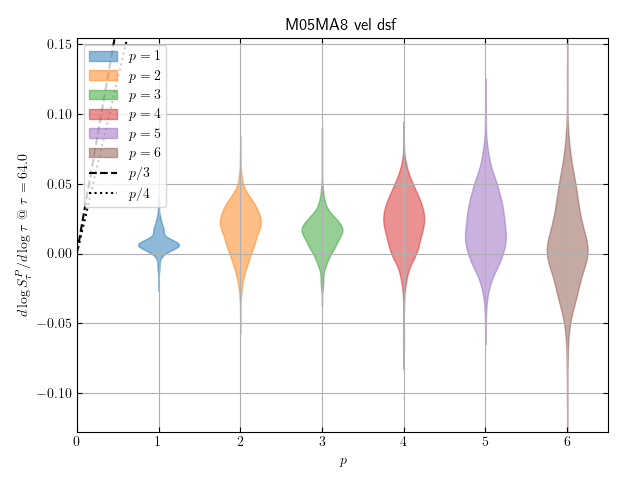 M05MA8 vel dsf
0.15
0.10
0.05
0.00
−0.05
−0.10
d log S_τ^P / d log τ @ τ = 64.0
p = 1
p = 2
p = 3
p = 4
p = 5
p = 6
p/3
p/4
0 1 2 3 4 5 6
p